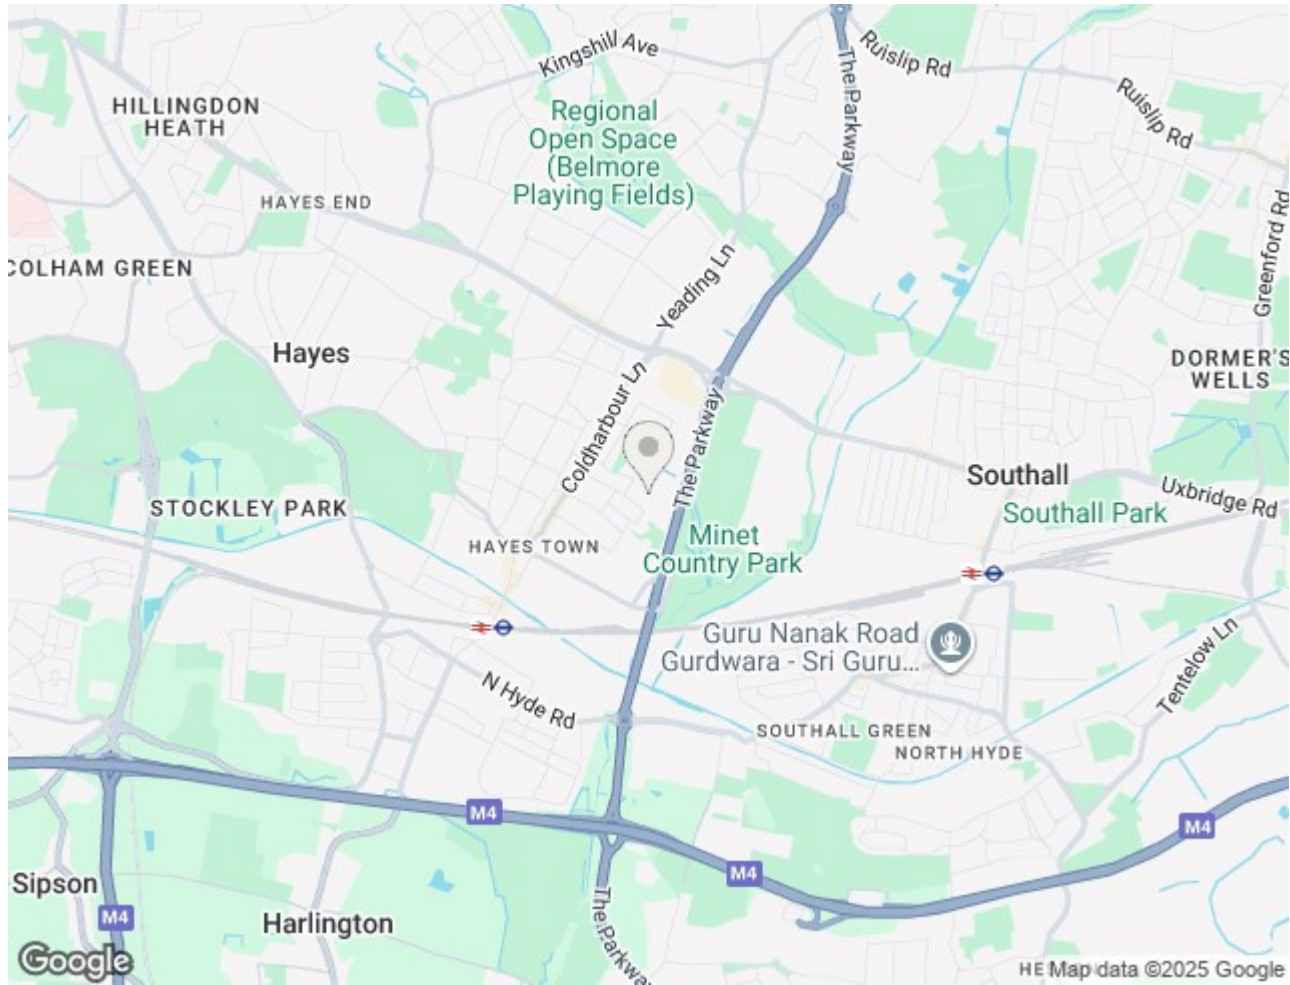 Kingshill Ave
Ruislip Rd
The Parkway
Ruislip Rd
HILLINGDON
HEATH
Regional
Open Space
(Belmore
Playing Fields)
HAYES END
Greenford Rd
COLHAM GREEN
Yeading Ln
Hayes
DORMER'S
WELLS
Coldharbour Ln
The Parkway
Southall
Uxbridge Rd
Southall Park
STOCKLEY PARK
Minet
Country Park
HAYES TOWN
Guru Nanak Road
Gurdwara - Sri Guru...
Tentelow Ln
N Hyde Rd
SOUTHALL GREEN
NORTH HYDE
M4
M4
M4
Sipson
M4
Harlington
The Parkway
Google
HE
Map data ©2025 Google